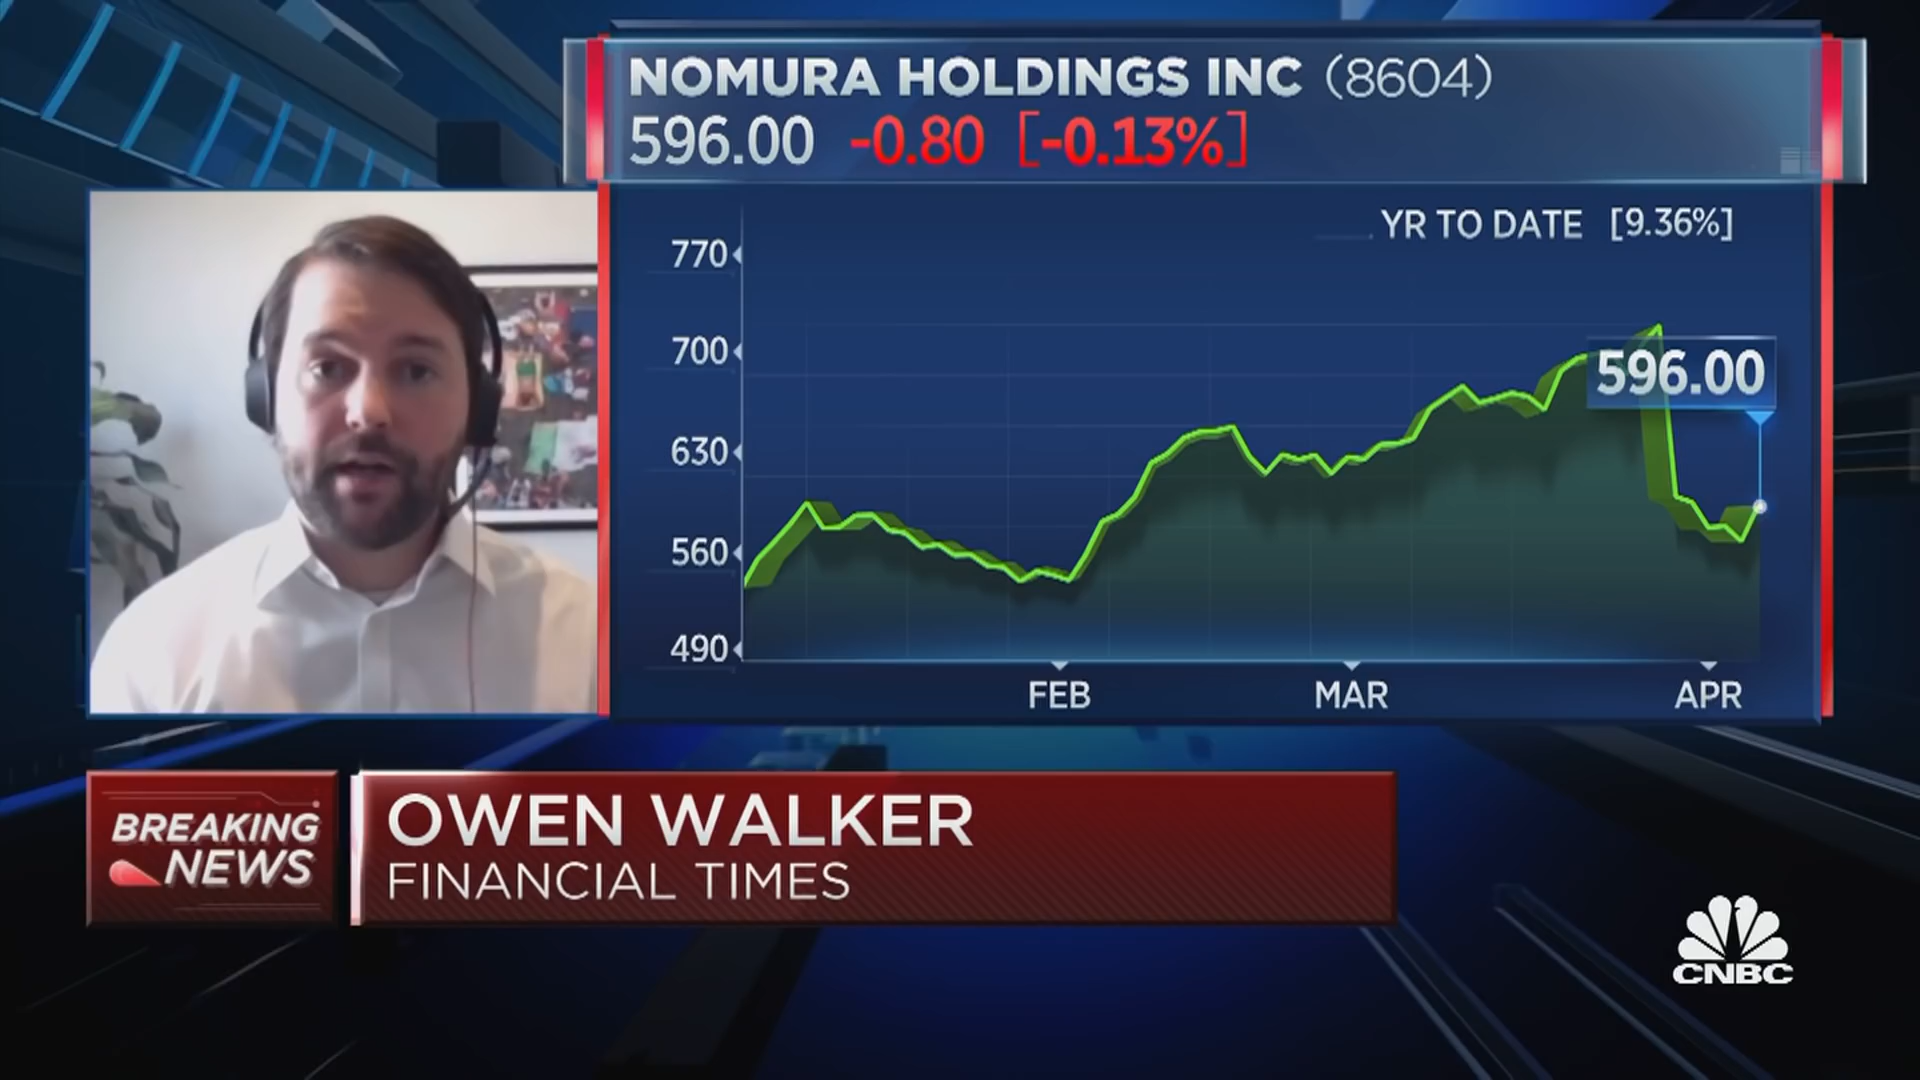 NOMURA HOLDINGS INC (8604)
596.00 -0.80 [-0.13%]
YR TO DATE [9.36%]
770
700
630
560
490
596.00
FEB MAR APR
BREAKING
NEWS
OWEN WALKER
FINANCIAL TIMES
CNBC